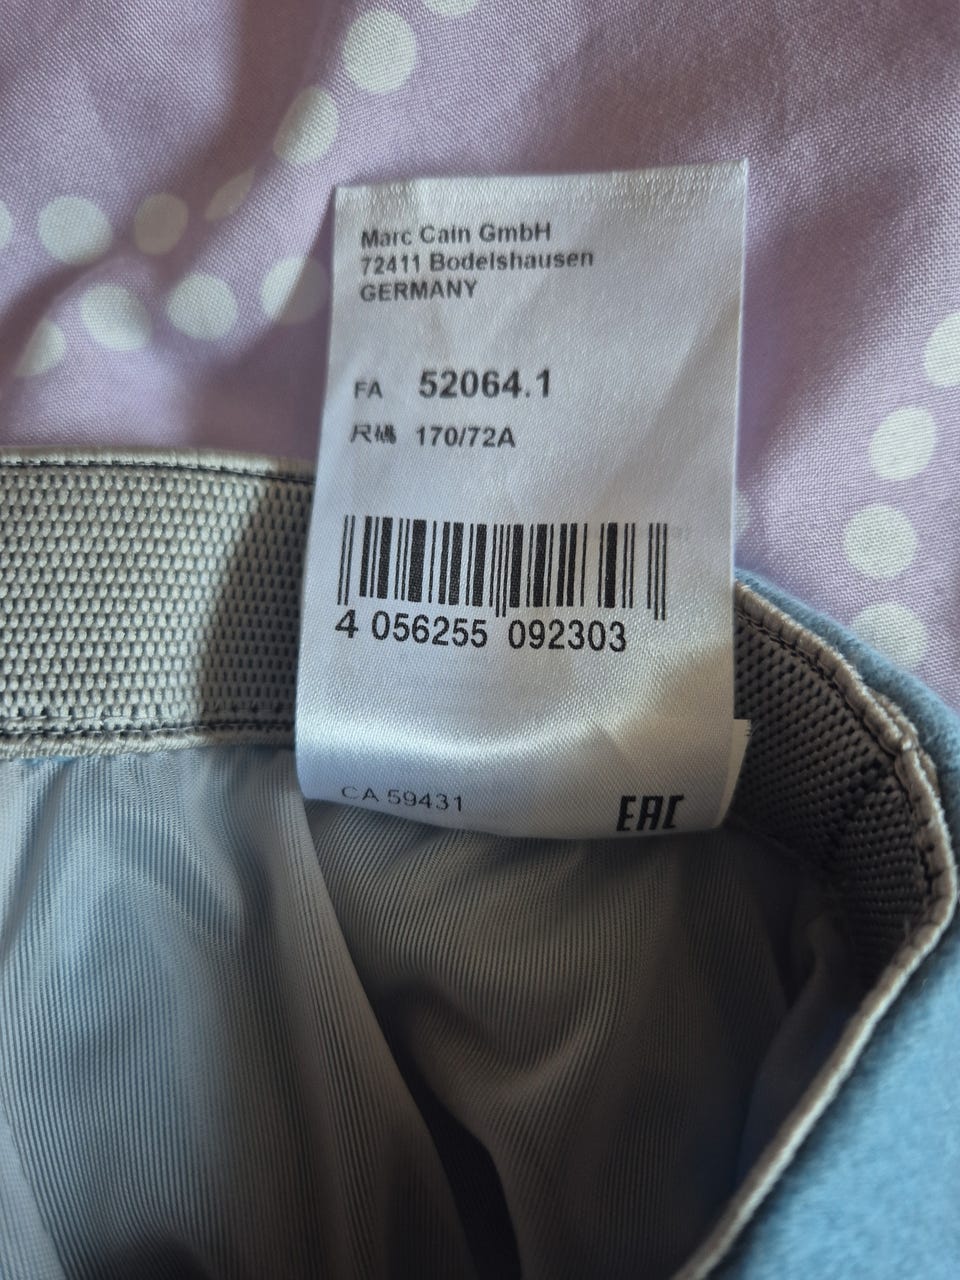 Marc Cain GmbH
72411 Bodelshausen
GERMANY
FA 52064.1
尺碼 170/72A
4 056255 092303
CA 59431 EAC